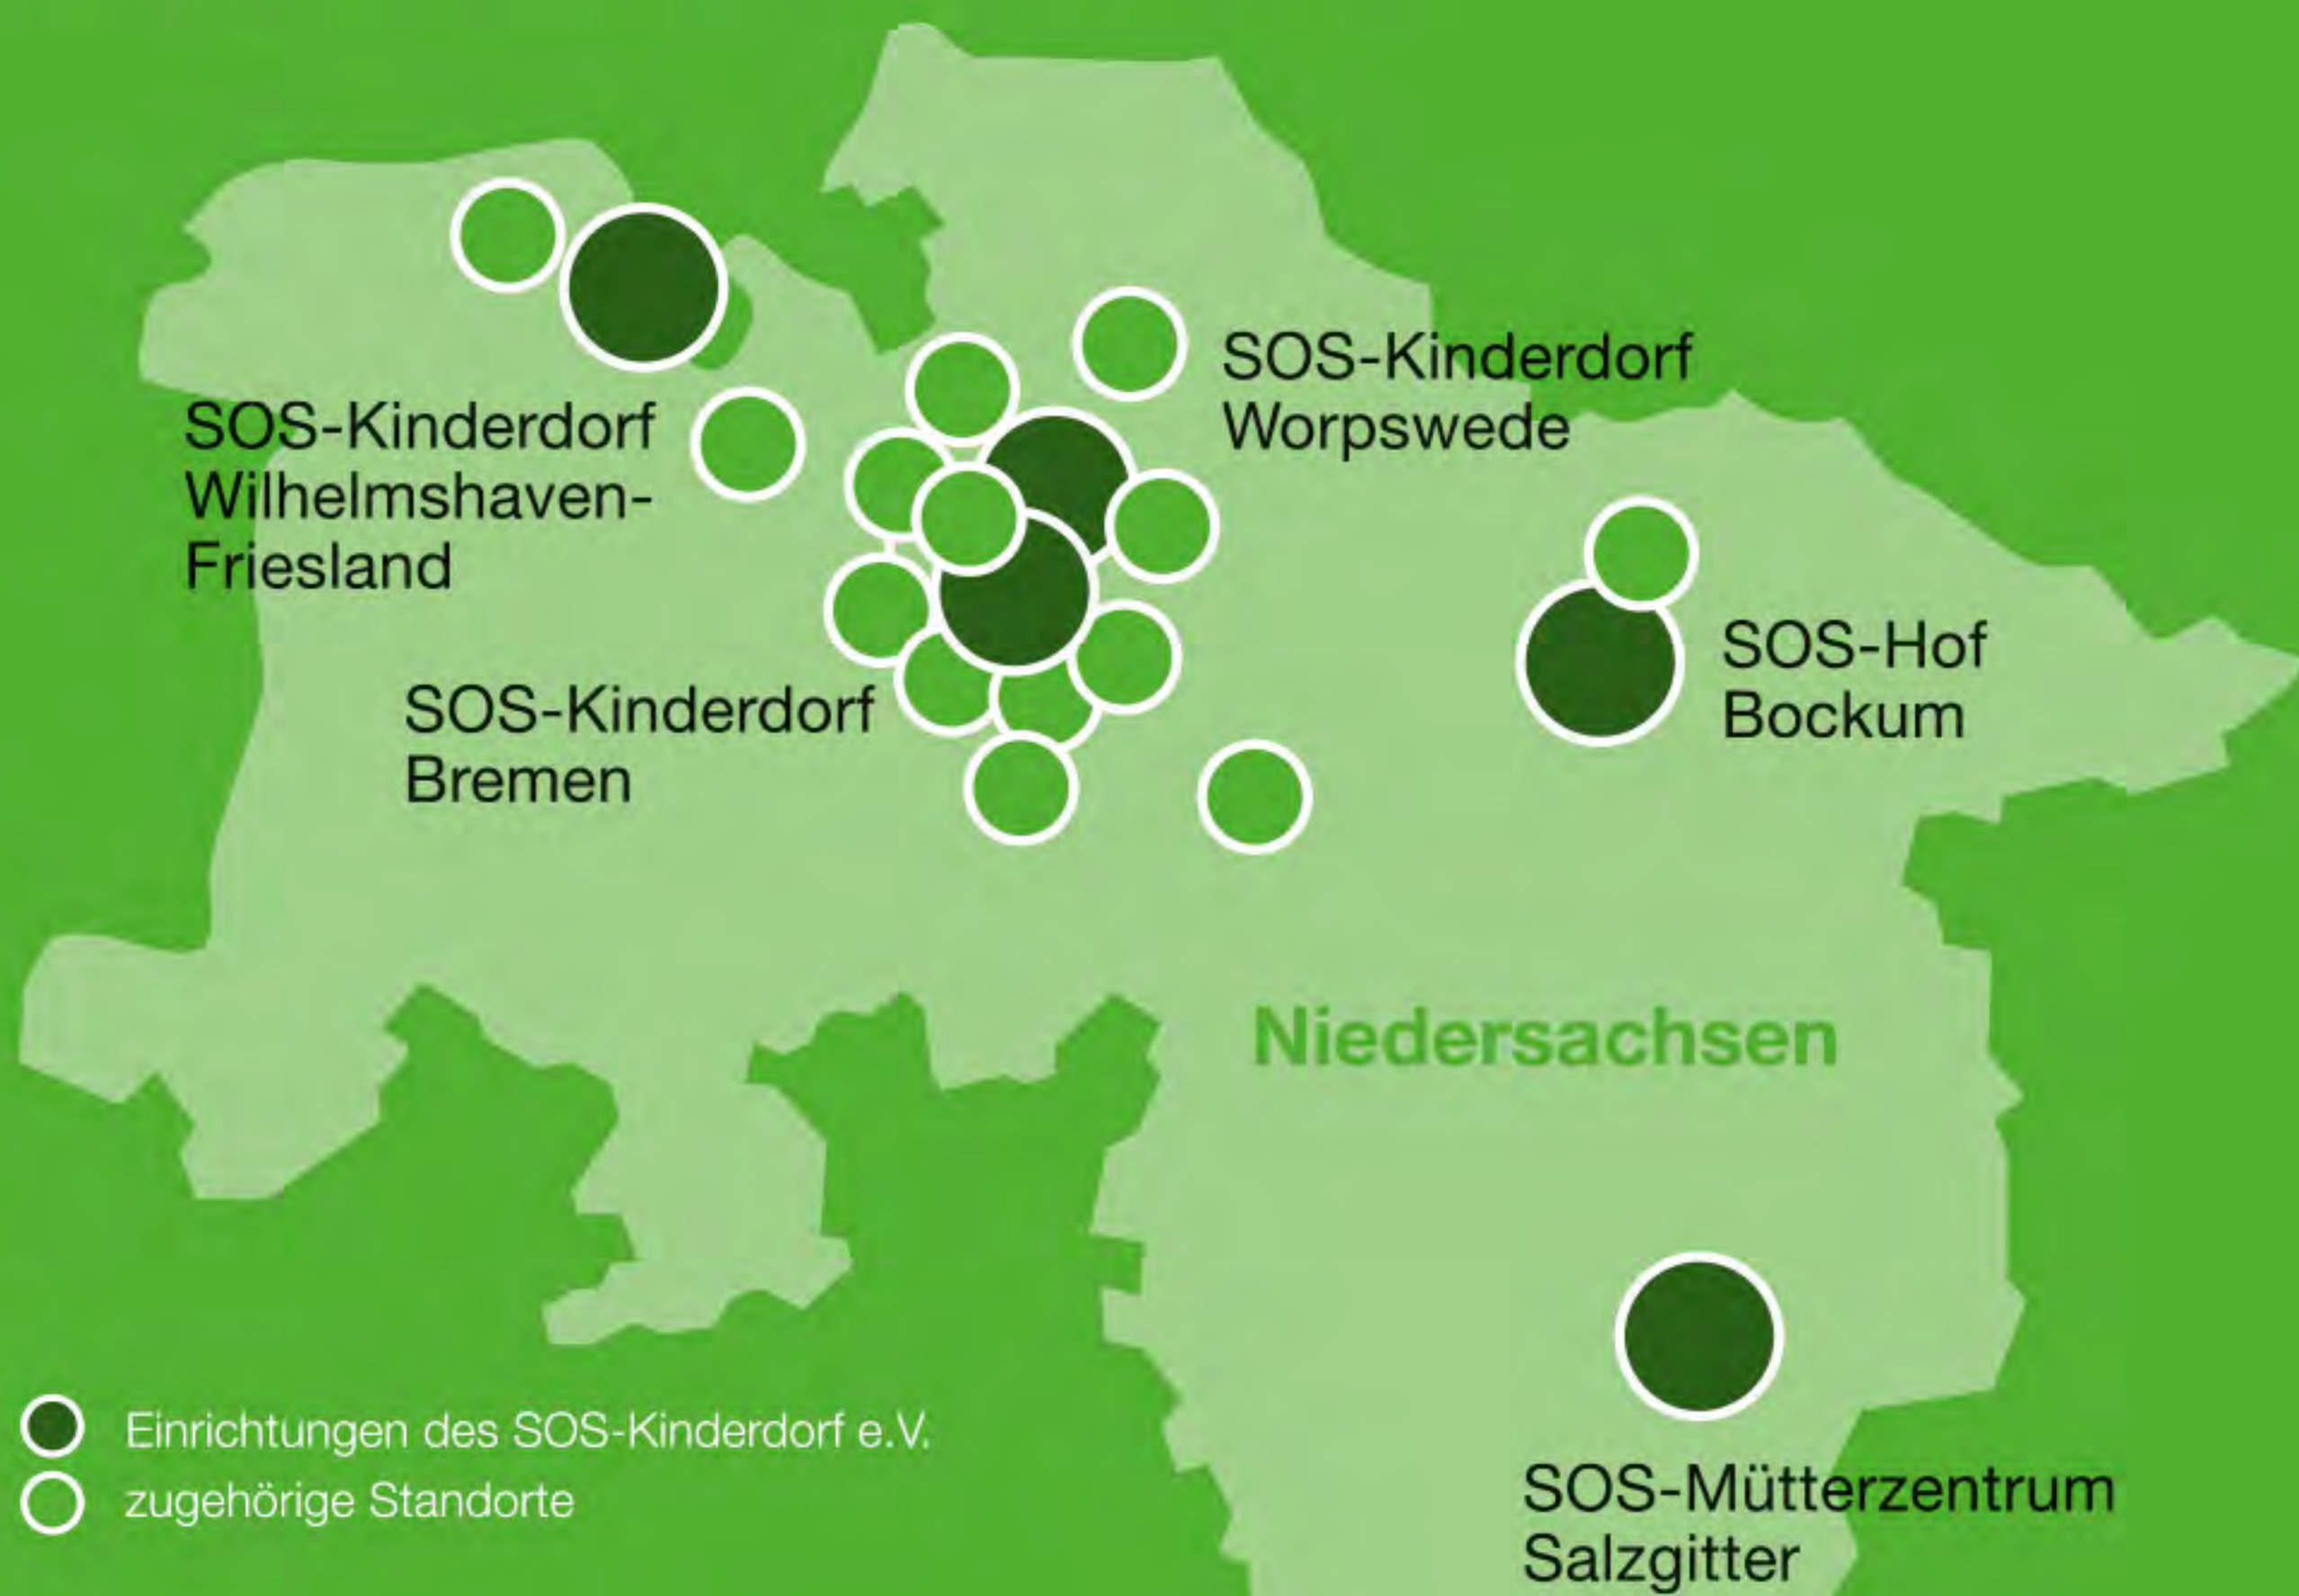 SOS-Kinderdorf
Worpswede
SOS-Kinderdorf
Wilhelmshaven-
Friesland
SOS-Hof
Bockum
SOS-Kinderdorf
Bremen
Niedersachsen
Einrichtungen des SOS-Kinderdorf e.V.
zugehörige Standorte
SOS-Mütterzentrum
Salzgitter